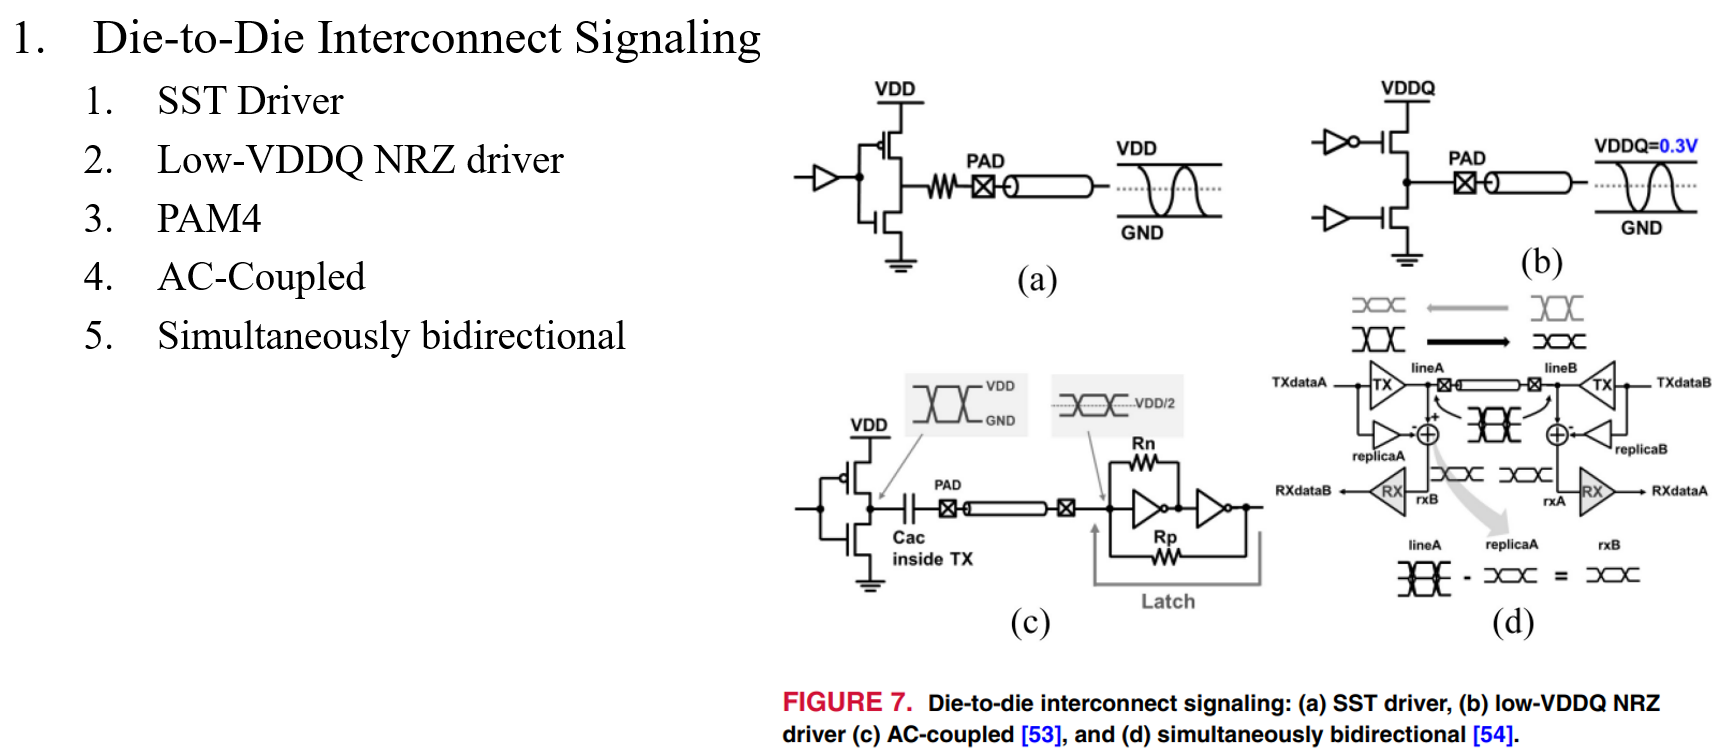 1. Die-to-Die Interconnect Signaling
1. SST Driver
2. Low-VDDQ NRZ driver
3. PAM4
4. AC-Coupled
5. Simultaneously bidirectional
VDD
PAD
VDD
GND
(a)
VDDQ
PAD
VDDQ=0.3V
GND
(b)
VDD
GND
VDD/2
VDD
PAD
Cac
inside TX
Rn
Rp
Latch
(c)
lineA
lineB
TXdataA
TX
TX
TXdataB
+
-
-
replicaA
replicaB
RXdataB
RX
rxB
rxA
RX
RXdataA
lineA replicaA rxB
- =
(d)
FIGURE 7. Die-to-die interconnect signaling: (a) SST driver, (b) low-VDDQ NRZ
driver (c) AC-coupled [53], and (d) simultaneously bidirectional [54].